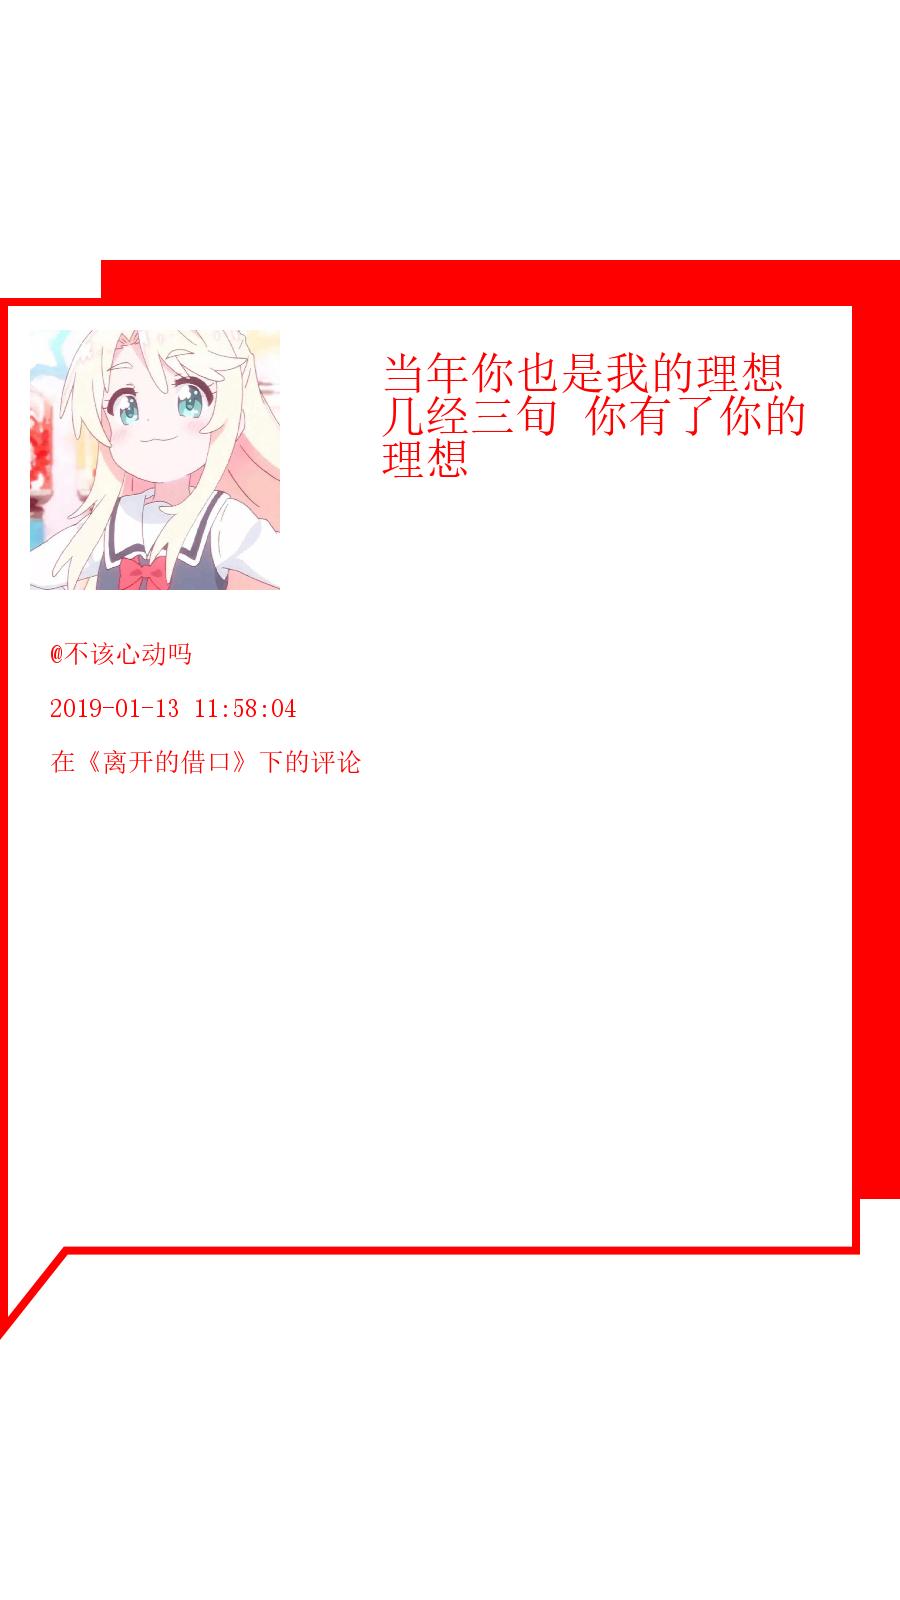 当年你也是我的理想
几经三旬 你有了你的
理想
@不该心动吗
2019-01-13 11:58:04
在《离开的借口》下的评论